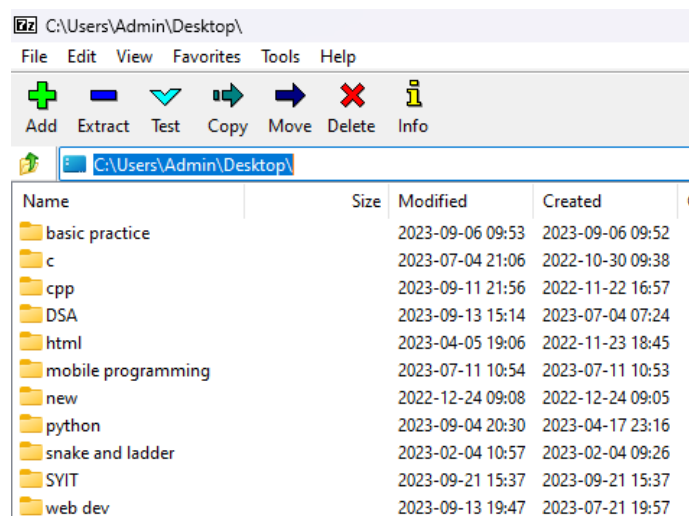 7z C:\Users\Admin\Desktop\
File Edit View Favorites Tools Help
Add Extract Test Copy Move Delete Info
C:\Users\Admin\Desktop\
Name Size Modified Created
basic practice 2023-09-06 09:53 2023-09-06 09:52
c 2023-07-04 21:06 2022-10-30 09:38
cpp 2023-09-11 21:56 2022-11-22 16:57
DSA 2023-09-13 15:14 2023-07-04 07:24
html 2023-04-05 19:06 2022-11-23 18:45
mobile programming 2023-07-11 10:54 2023-07-11 10:53
new 2022-12-24 09:08 2022-12-24 09:05
python 2023-09-04 20:30 2023-04-17 23:16
snake and ladder 2023-02-04 10:57 2023-02-04 09:26
SYIT 2023-09-21 15:37 2023-09-21 15:37
web dev 2023-09-13 19:47 2023-07-21 19:57